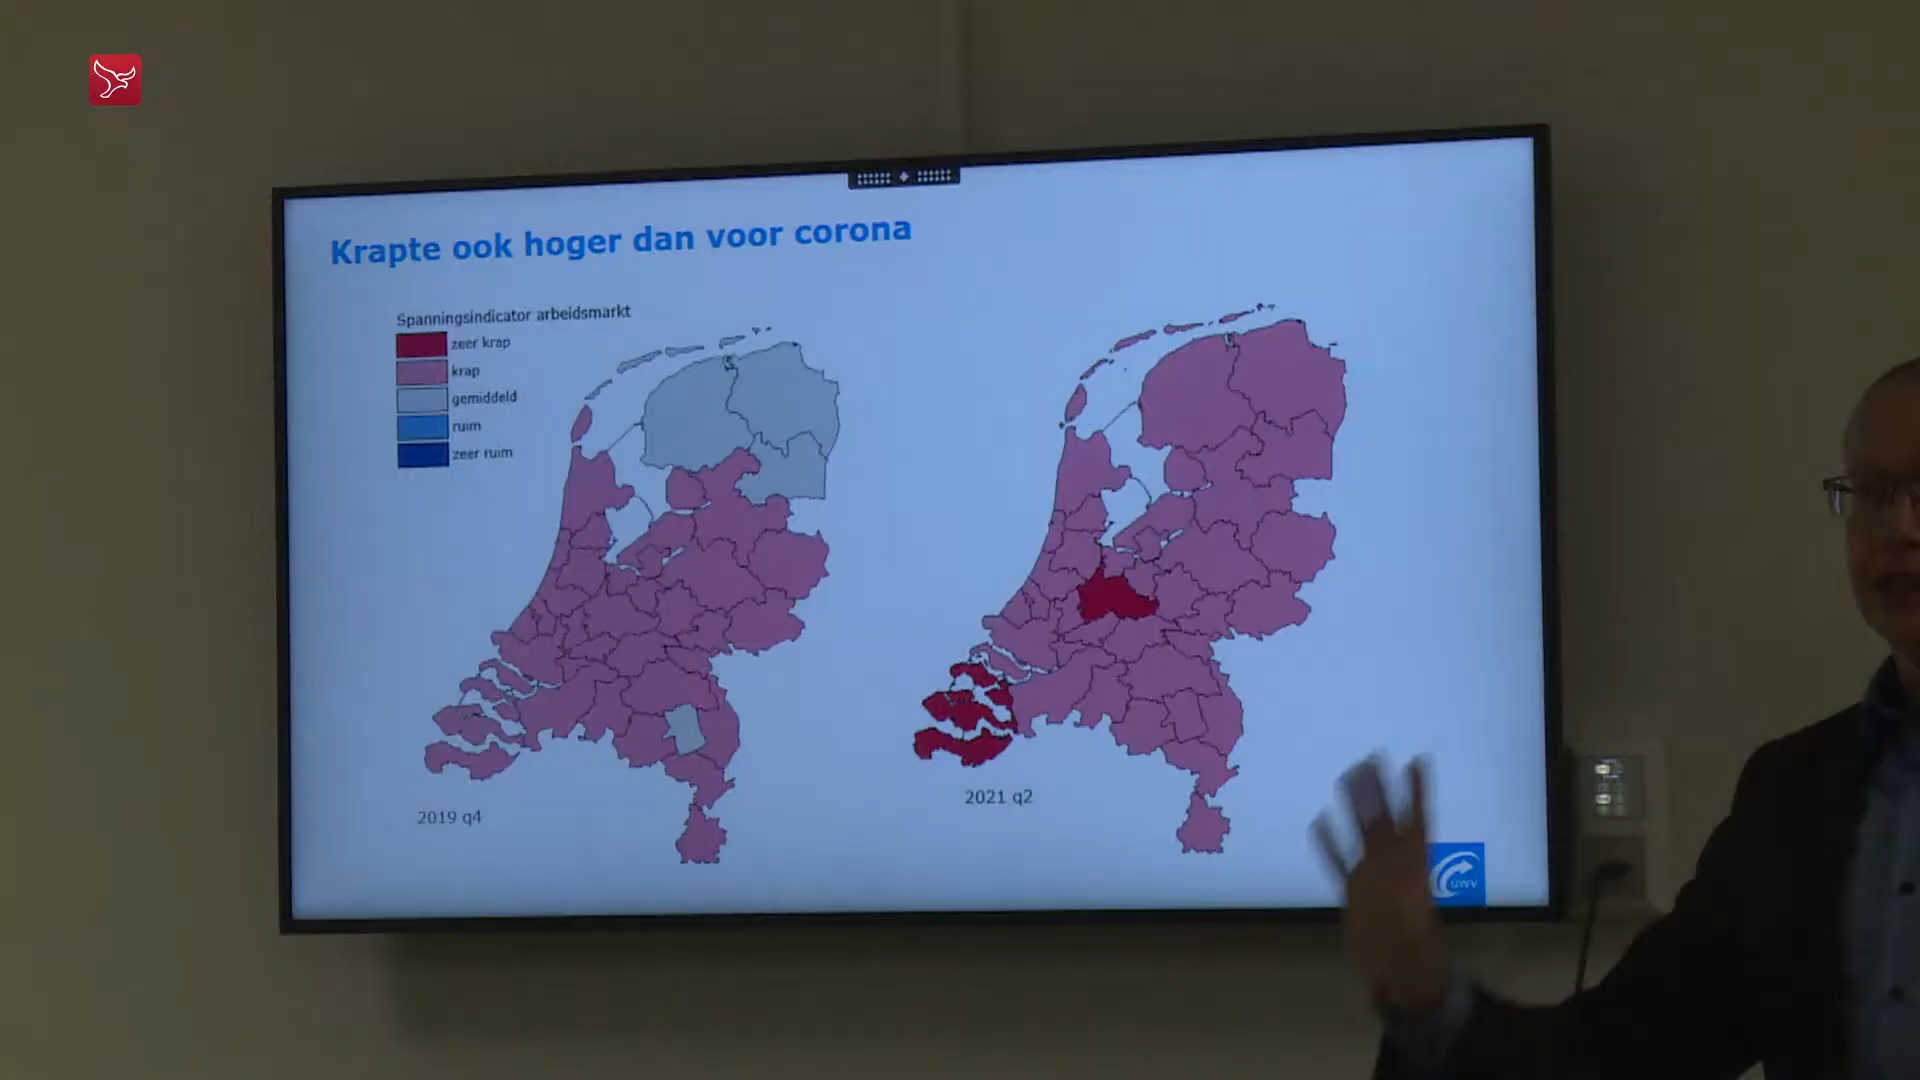 Krapte ook hoger dan voor corona
Spanningsindicator arbeidsmarkt
zeer krap
krap
gemiddeld
ruim
zeer ruim
2019 q4
2021 q2
UWV